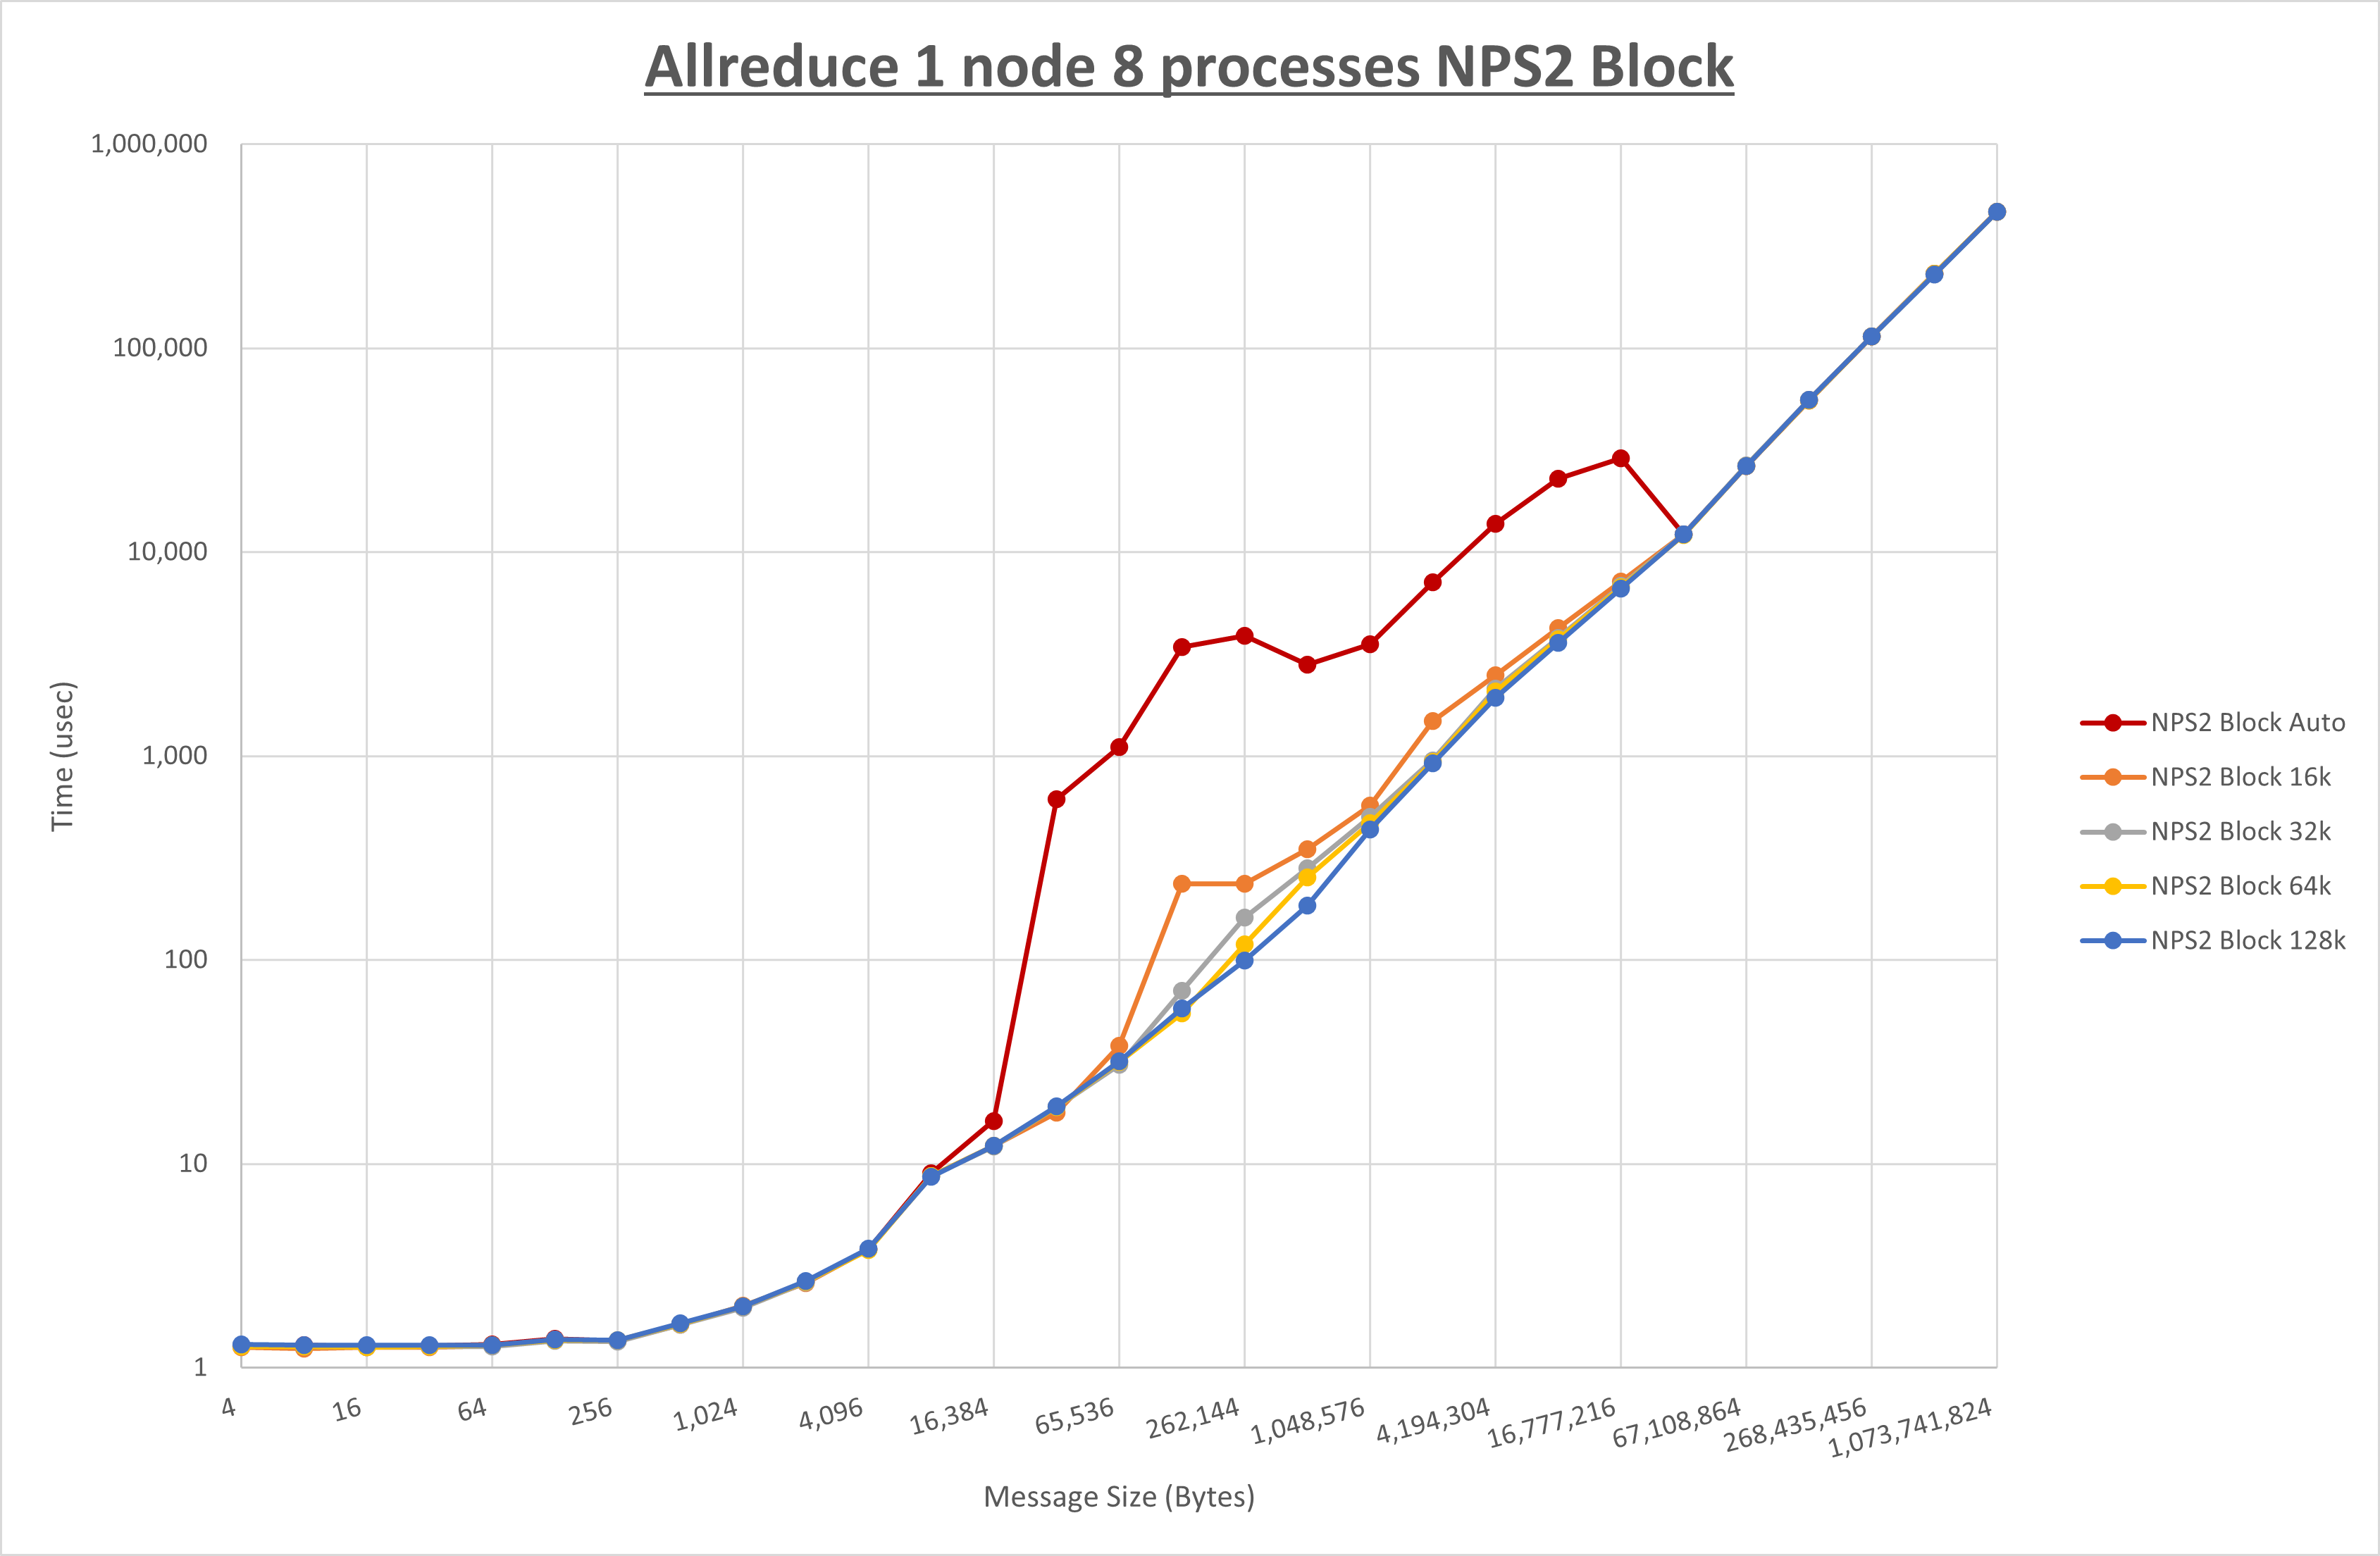 Allreduce 1 node 8 processes NPS2 Block
1,000,000
100,000
10,000
1,000
100
10
1
Time (usec)
4
16
64
256
1,024
4,096
16,384
65,536
262,144
1,048,576
4,194,304
16,777,216
67,108,864
268,435,456
1,073,741,824
Message Size (Bytes)
NPS2 Block Auto
NPS2 Block 16k
NPS2 Block 32k
NPS2 Block 64k
NPS2 Block 128k